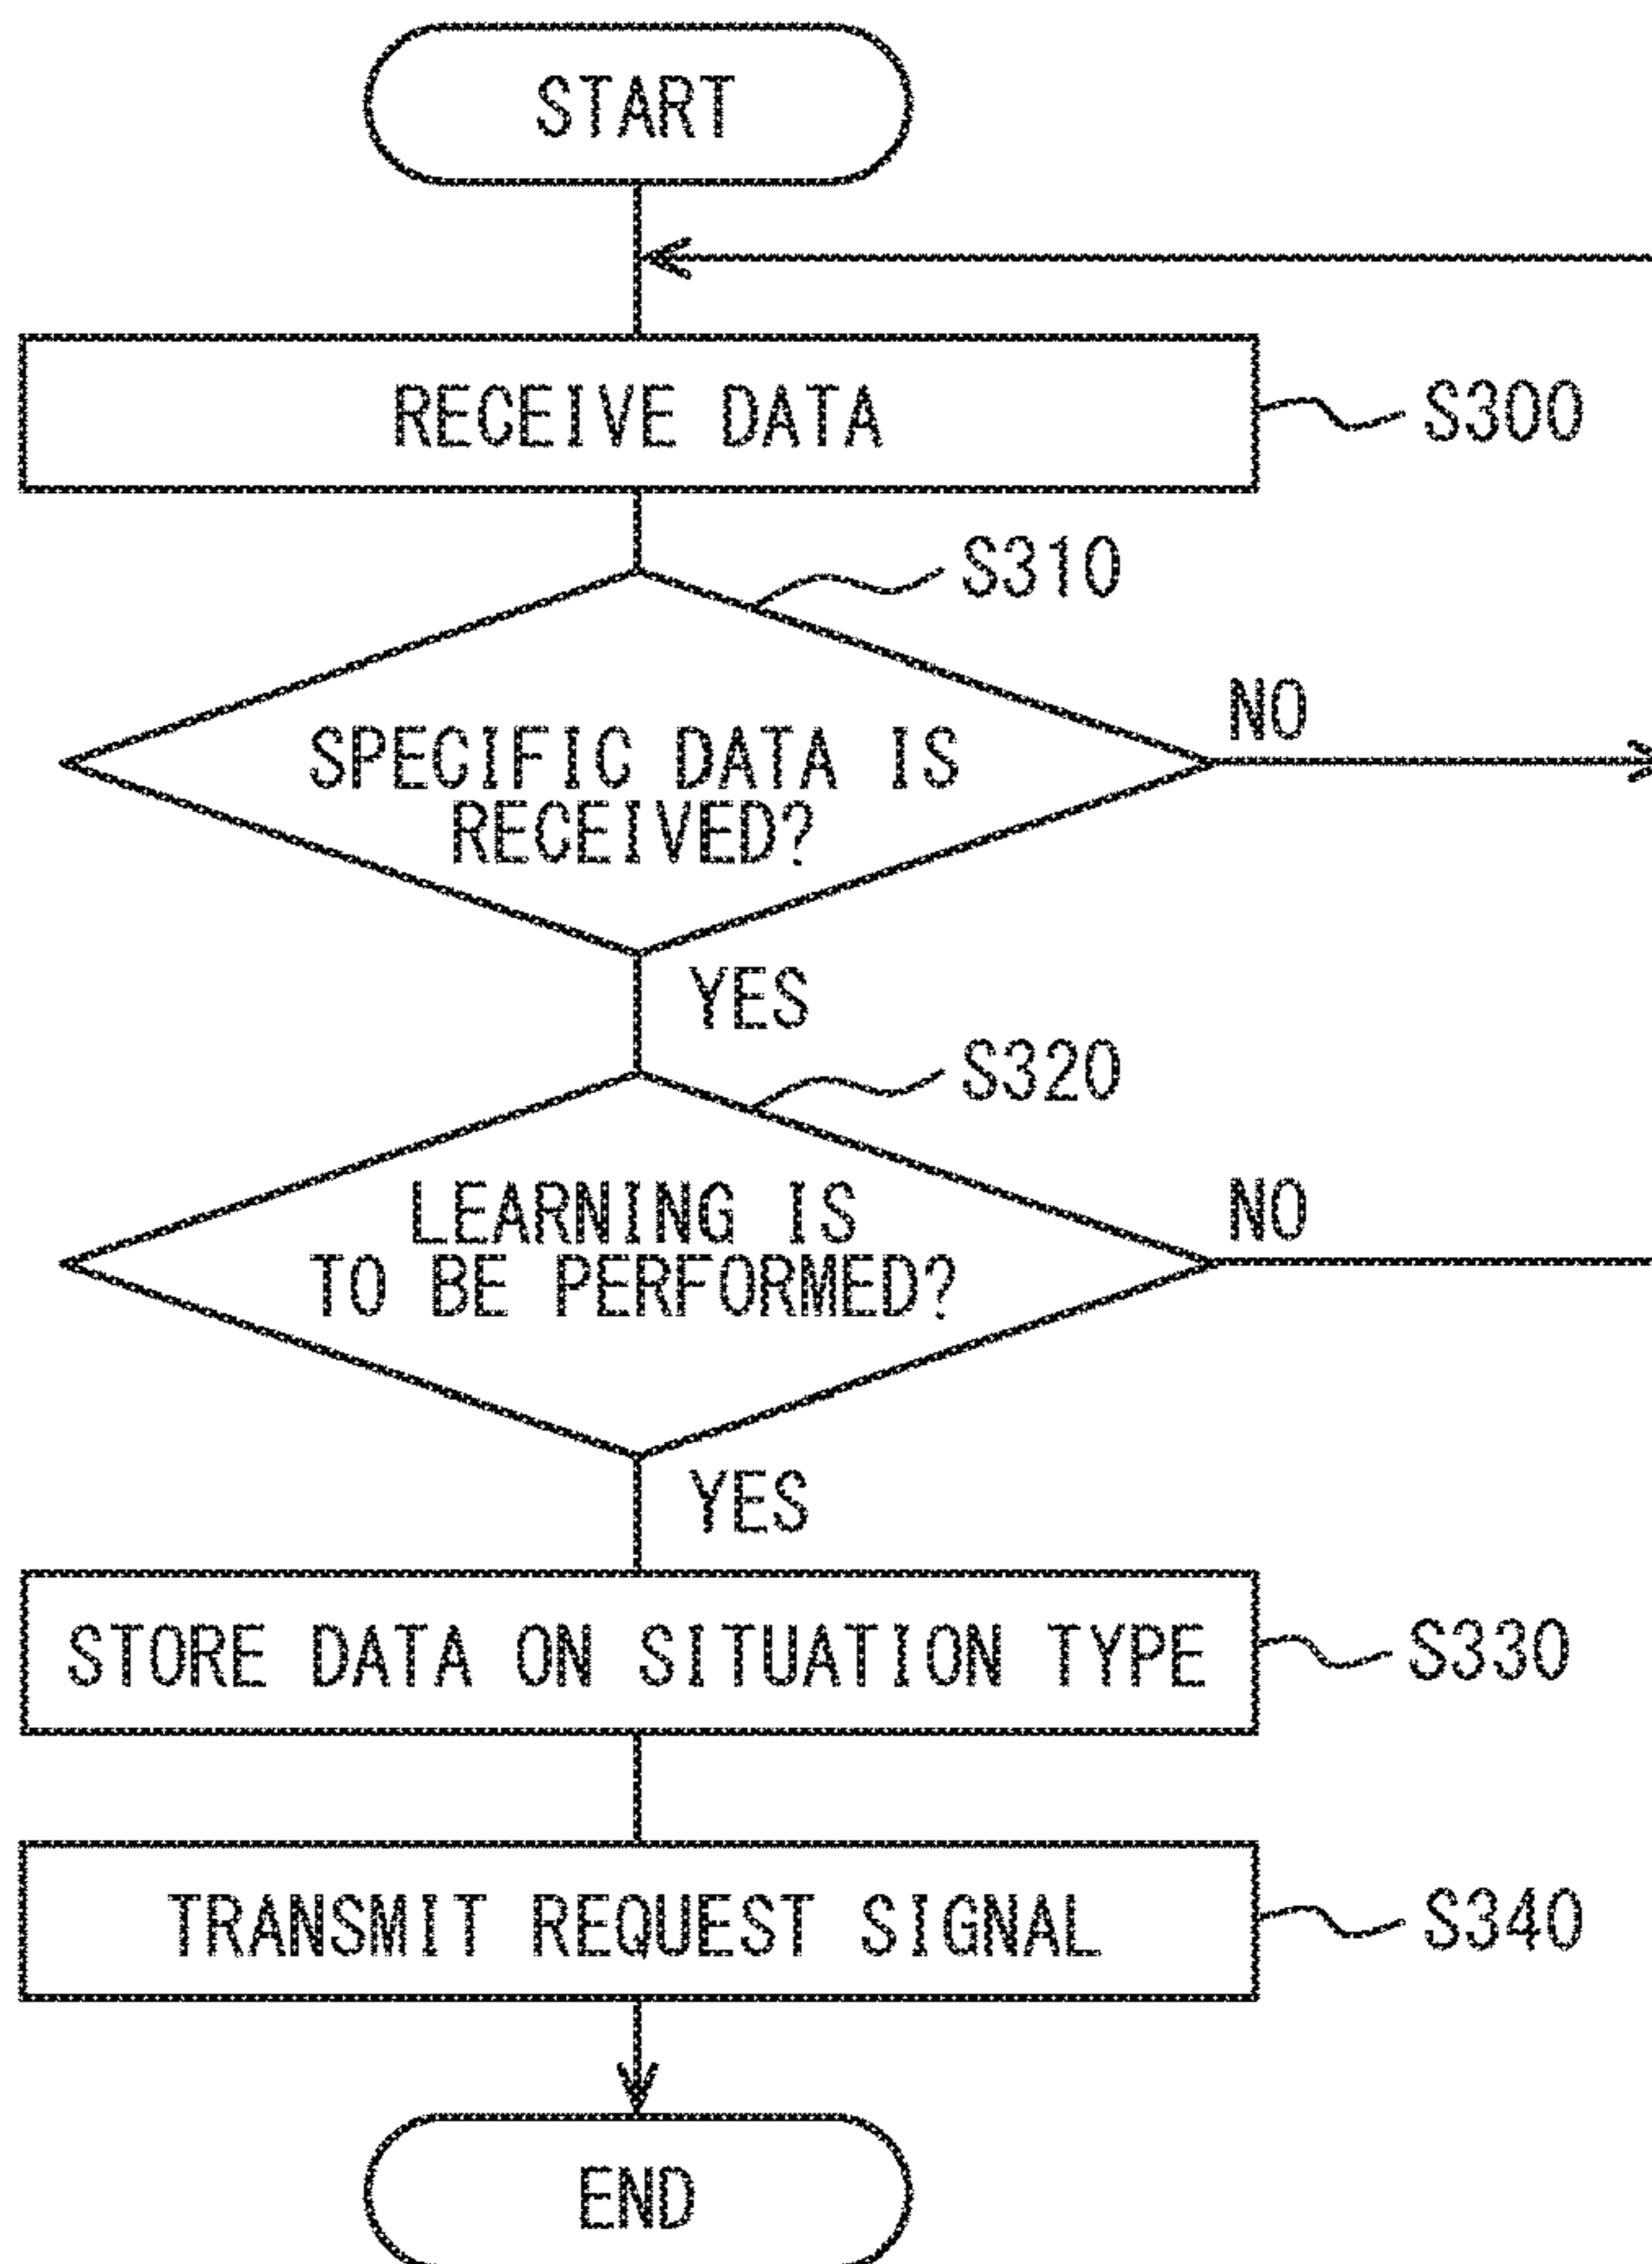 START
RECEIVE DATA
S300
S310
SPECIFIC DATA IS
RECEIVED?
NO
YES
S320
LEARNING IS
TO BE PERFORMED?
NO
YES
STORE DATA ON SITUATION TYPE
S330
TRANSMIT REQUEST SIGNAL
S340
END